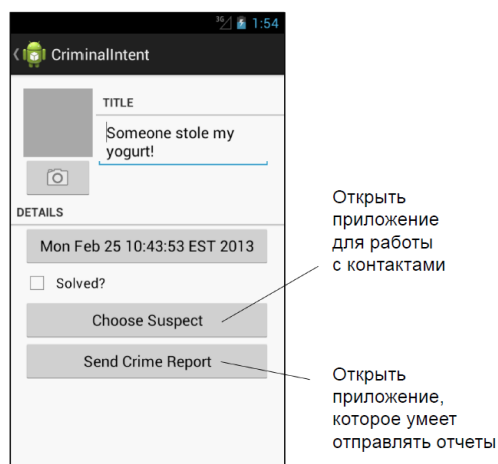 3G 1:54
CriminalIntent
TITLE
Someone stole my
yogurt!
DETAILS
Mon Feb 25 10:43:53 EST 2013
Solved?
Choose Suspect
Send Crime Report
Открыть
приложение
для работы
с контактами
Открыть
приложение,
которое умеет
отправлять отчеты